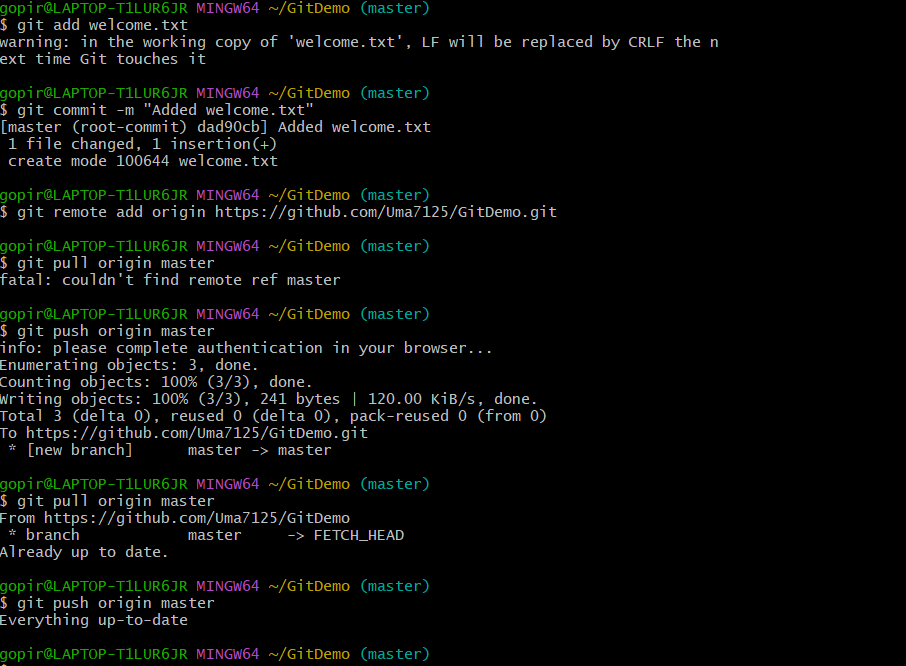 gopir@LAPTOP-T1LUR6JR MINGW64 ~/GitDemo (master)
$ git add welcome.txt
warning: in the working copy of 'welcome.txt', LF will be replaced by CRLF the n
ext time Git touches it
gopir@LAPTOP-T1LUR6JR MINGW64 ~/GitDemo (master)
$ git commit -m "Added welcome.txt"
[master (root-commit) dad90cb] Added welcome.txt
 1 file changed, 1 insertion(+)
 create mode 100644 welcome.txt
gopir@LAPTOP-T1LUR6JR MINGW64 ~/GitDemo (master)
$ git remote add origin https://github.com/Uma7125/GitDemo.git
gopir@LAPTOP-T1LUR6JR MINGW64 ~/GitDemo (master)
$ git pull origin master
fatal: couldn't find remote ref master
gopir@LAPTOP-T1LUR6JR MINGW64 ~/GitDemo (master)
$ git push origin master
info: please complete authentication in your browser...
Enumerating objects: 3, done.
Counting objects: 100% (3/3), done.
Writing objects: 100% (3/3), 241 bytes | 120.00 KiB/s, done.
Total 3 (delta 0), reused 0 (delta 0), pack-reused 0 (from 0)
To https://github.com/Uma7125/GitDemo.git
 * [new branch]      master -> master
gopir@LAPTOP-T1LUR6JR MINGW64 ~/GitDemo (master)
$ git pull origin master
From https://github.com/Uma7125/GitDemo
 * branch            master     -> FETCH_HEAD
Already up to date.
gopir@LAPTOP-T1LUR6JR MINGW64 ~/GitDemo (master)
$ git push origin master
Everything up-to-date
gopir@LAPTOP-T1LUR6JR MINGW64 ~/GitDemo (master)